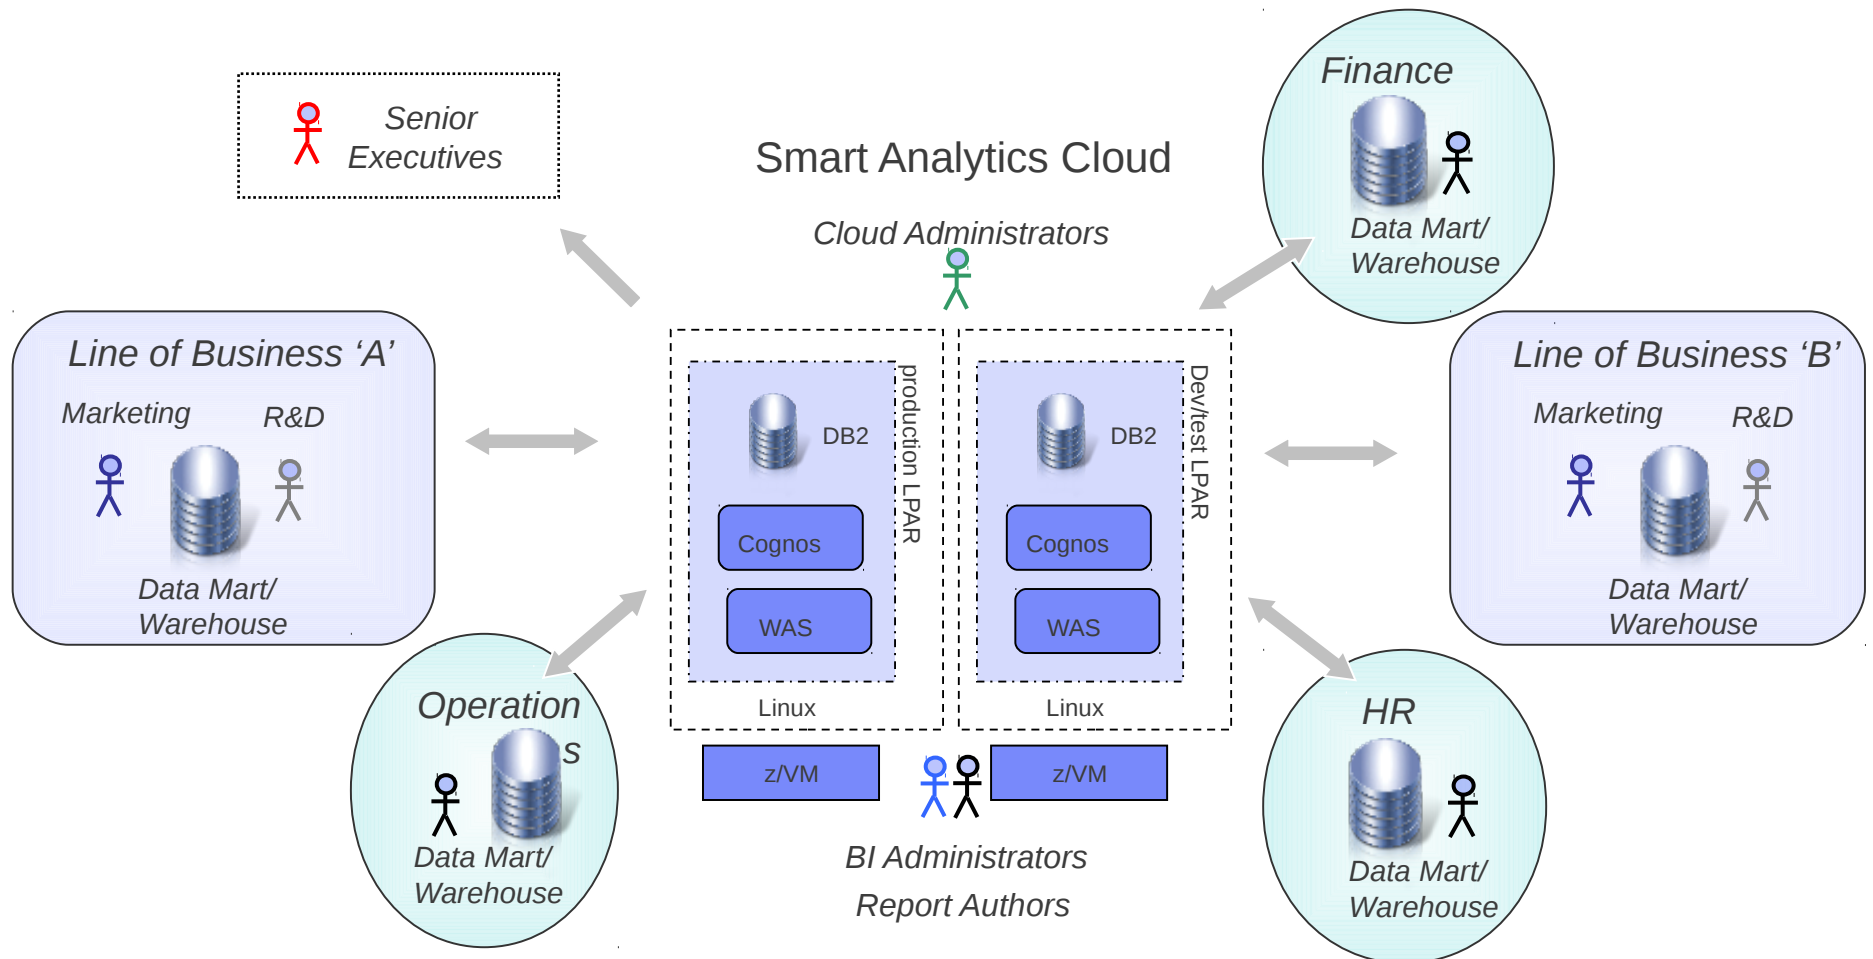 Senior
Executives
Smart Analytics Cloud
Cloud Administrators
Finance
Data Mart/
Warehouse
Line of Business ‘A’
Marketing
R&D
Data Mart/
Warehouse
production LPAR
DB2
Cognos
WAS
Linux
z/VM
Dev/test LPAR
DB2
Cognos
WAS
Linux
z/VM
Line of Business ‘B’
Marketing
R&D
Data Mart/
Warehouse
Operation
s
Data Mart/
Warehouse
BI Administrators
Report Authors
HR
Data Mart/
Warehouse